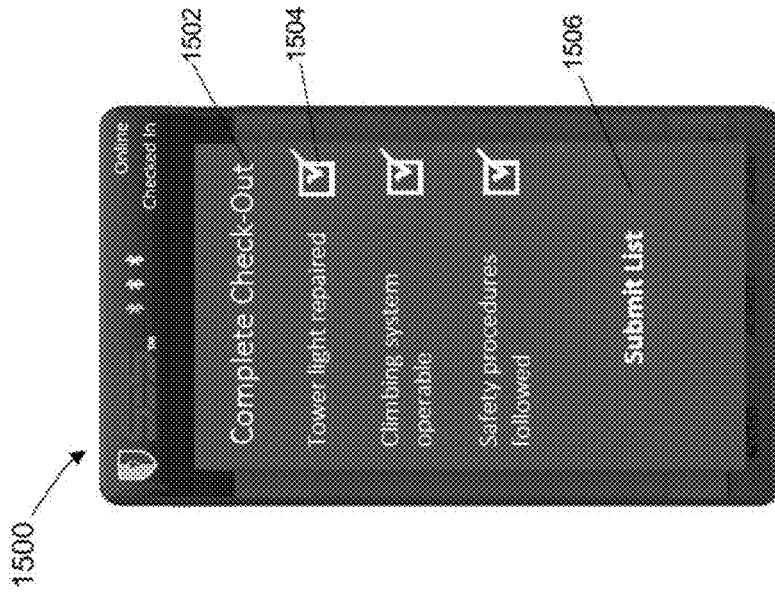 1500
Online
Checked In
™
Complete Check-Out
1502
Tower light repaired
1504
Climbing system
operable
Safety procedures
followed
Submit List
1506